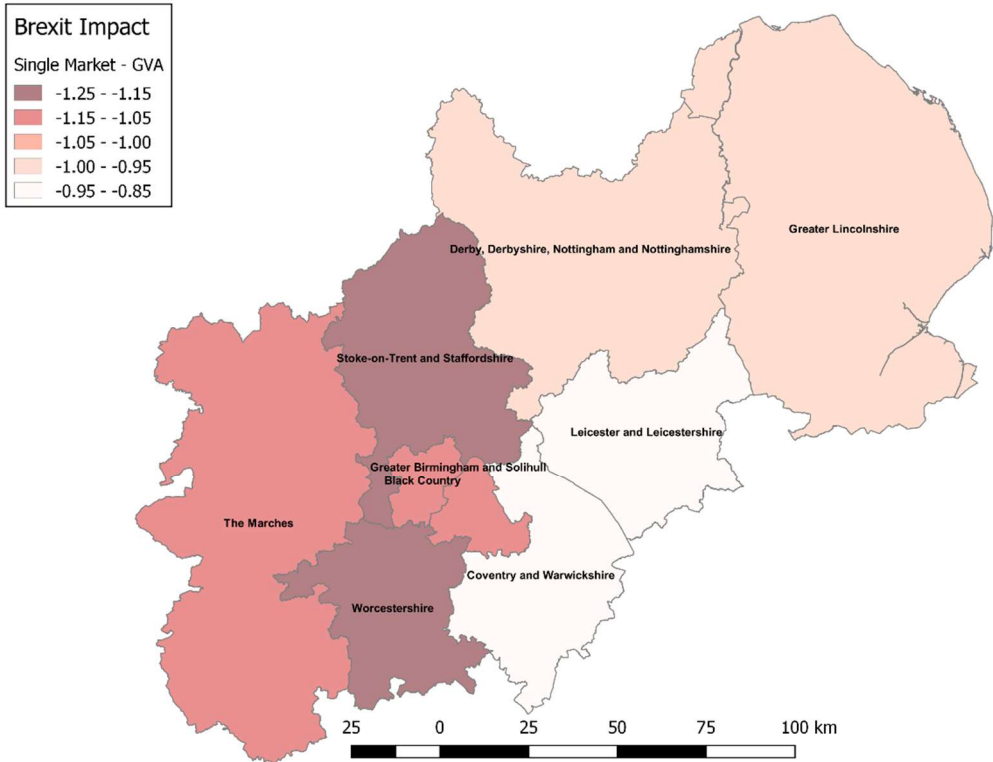 Brexit Impact
Single Market - GVA
-1.25 - -1.15
-1.15 - -1.05
-1.05 - -1.00
-1.00 - -0.95
-0.95 - -0.85
Greater Lincolnshire
Derby, Derbyshire, Nottingham and Nottinghamshire
Stoke-on-Trent and Staffordshire
Leicester and Leicestershire
Greater Birmingham and Solihull
Black Country
The Marches
Coventry and Warwickshire
Worcestershire
25 0 25 50 75 100 km